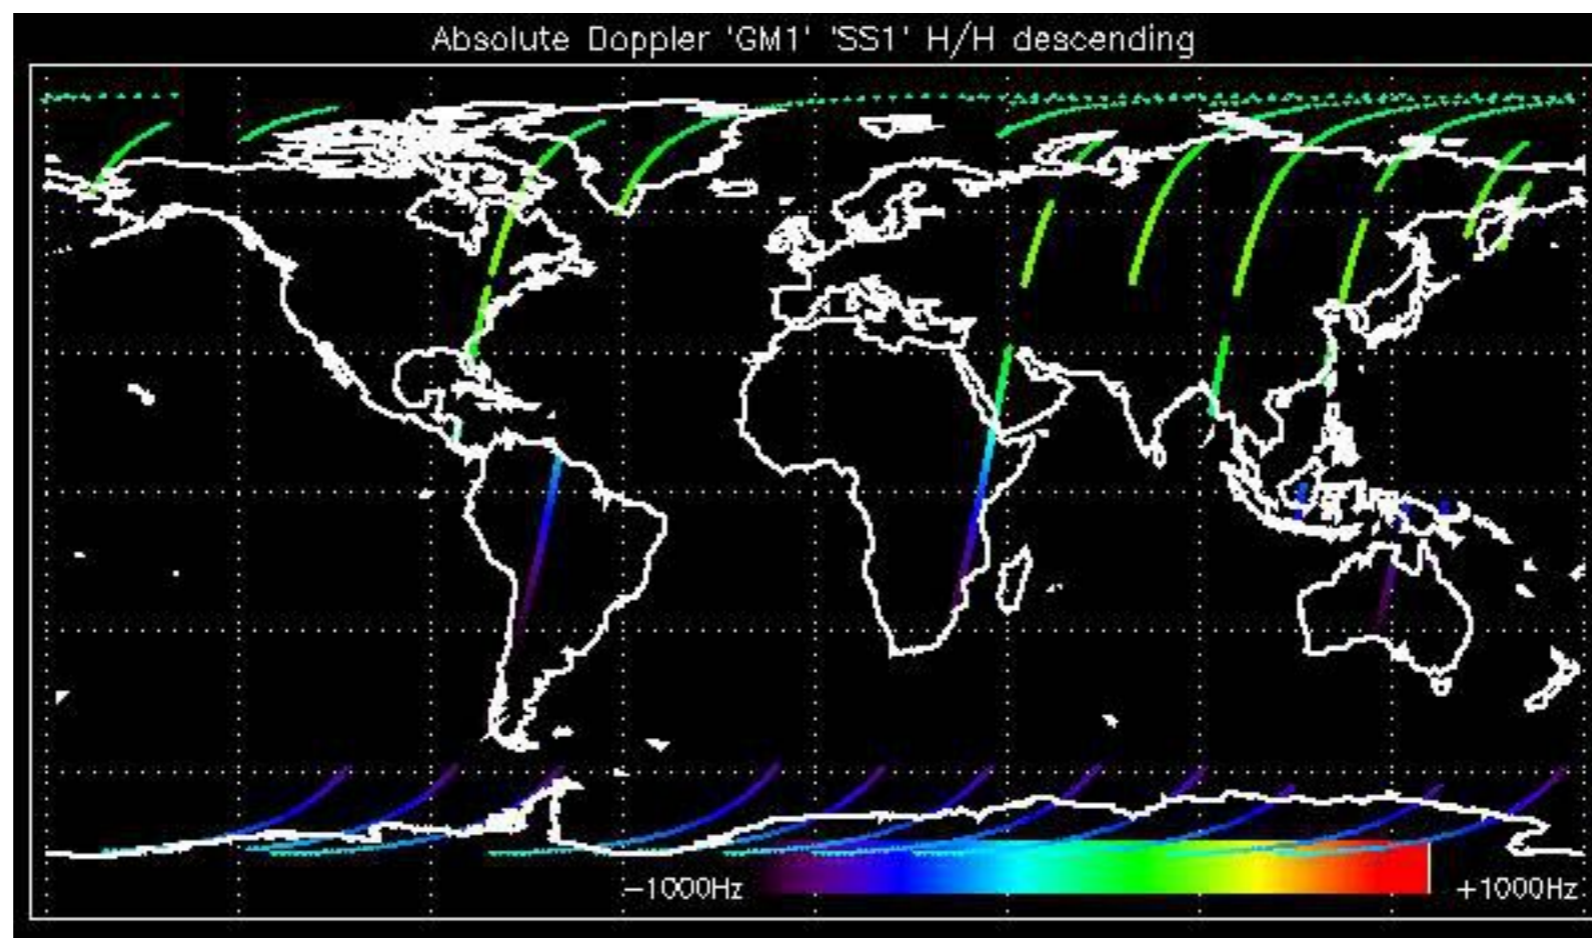 Absolute Doppler 'GM1' 'SS1' H/H descending
-1000Hz +1000Hz